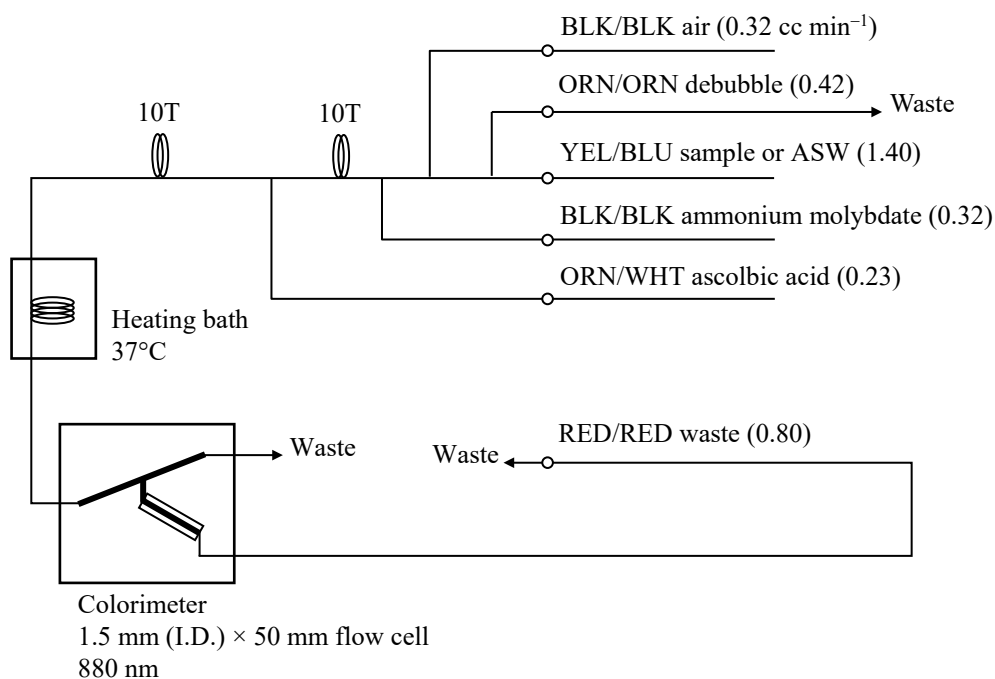 BLK/BLK air (0.32 cc min⁻¹)
ORN/ORN debubble (0.42)
Waste
10T
10T
YEL/BLU sample or ASW (1.40)
BLK/BLK ammonium molybdate (0.32)
ORN/WHT ascolbic acid (0.23)
Heating bath
37°C
RED/RED waste (0.80)
Waste
Waste
Colorimeter
1.5 mm (I.D.) × 50 mm flow cell
880 nm